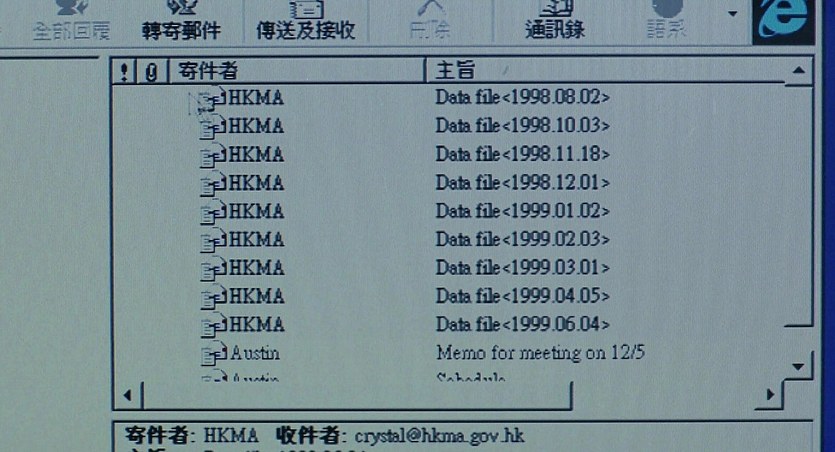 全部回覆 轉寄郵件 傳送及接收 刪除 通訊錄
! 寄件者 主旨
HKMA Data file<1998.08.02>
HKMA Data file<1998.10.03>
HKMA Data file<1998.11.18>
HKMA Data file<1998.12.01>
HKMA Data file<1999.01.02>
HKMA Data file<1999.02.03>
HKMA Data file<1999.03.01>
HKMA Data file<1999.04.05>
HKMA Data file<1999.06.04>
Austin Memo for meeting on 12/5
Austin Schedule
寄件者: HKMA 收件者: crystal@hkma.gov.hk